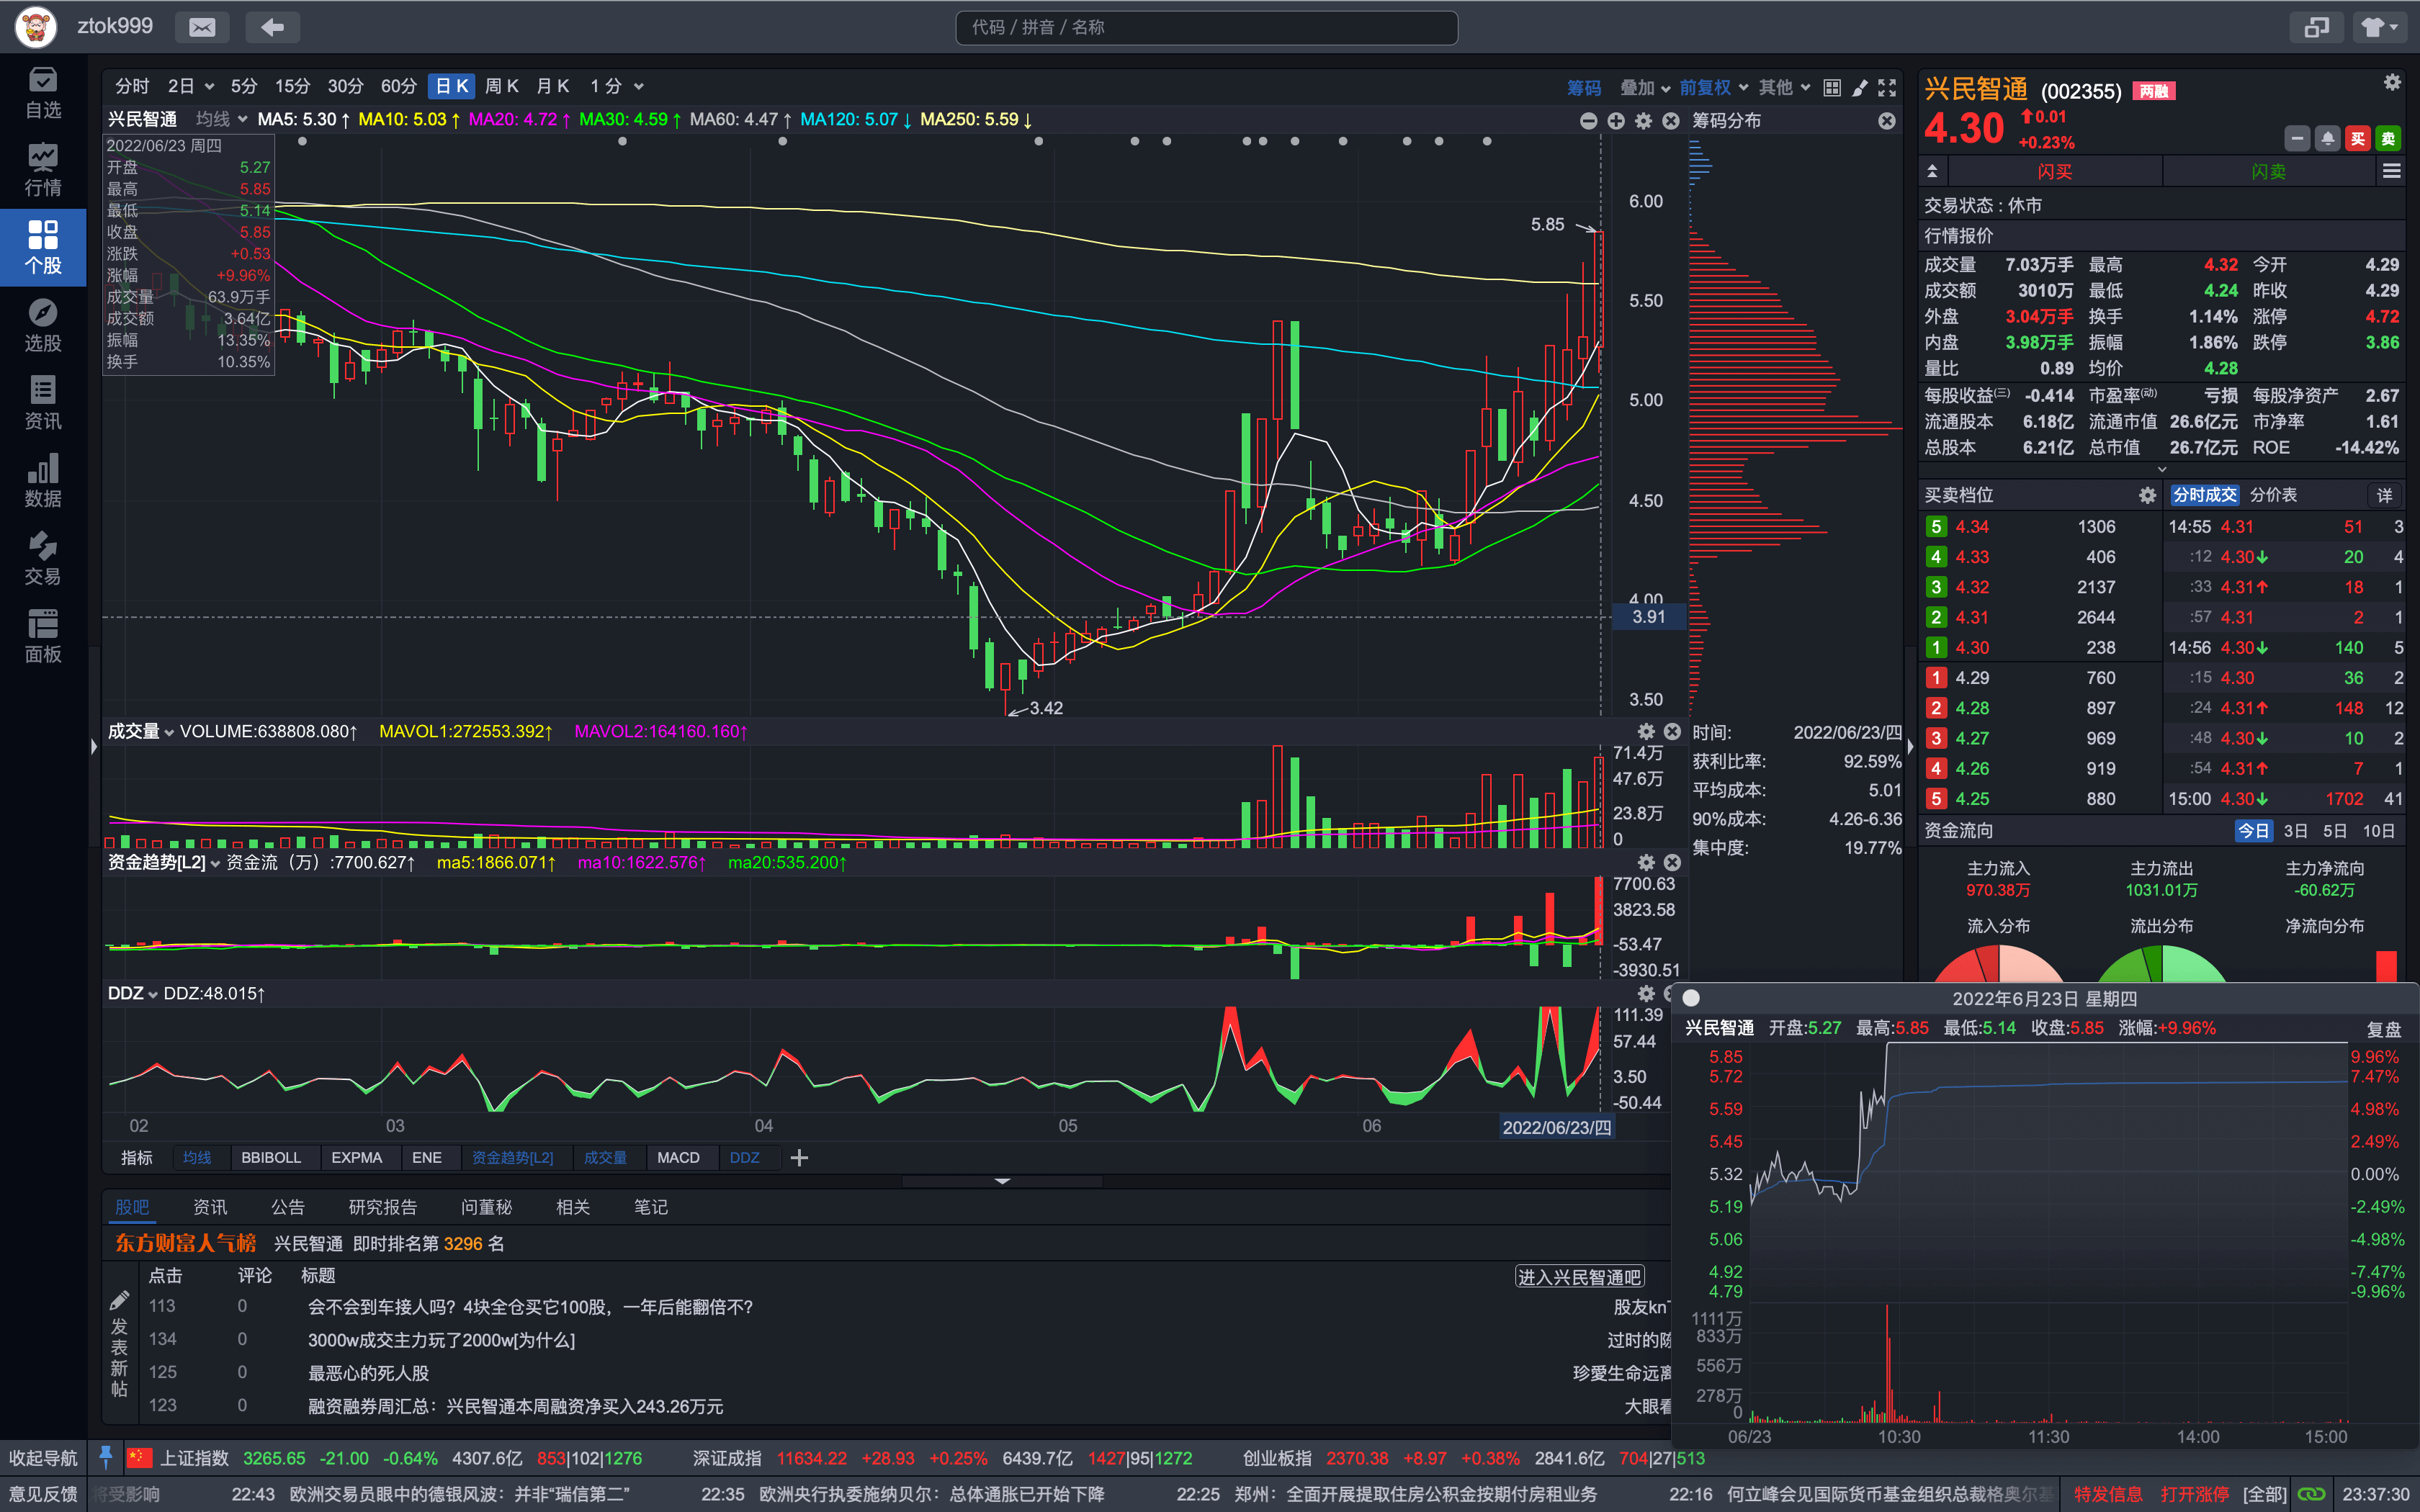 ztok999
代码 / 拼音 / 名称
自选
行情
个股
选股
资讯
数据
交易
面板
分时 2日 5分 15分 30分 60分 日K 周K 月K 1分
筹码 叠加 前复权 其他
兴民智通 均线 MA5: 5.30↑ MA10: 5.03↑ MA20: 4.72↑ MA30: 4.59↑ MA60: 4.47↑ MA120: 5.07↓ MA250: 5.59↓
筹码分布
2022/06/23 周四
开盘 5.27
最高 5.85
最低 5.14
收盘 5.85
涨跌 +0.53
涨幅 +9.96%
成交量 63.9万手
成交额 3.64亿
振幅 13.35%
换手 10.35%
5.85
3.42
6.00
5.50
5.00
4.50
4.00
3.91
3.50
成交量 VOLUME:638808.080↑ MAVOL1:272553.392↑ MAVOL2:164160.160↑
71.4万
47.6万
23.8万
0
时间: 2022/06/23/四
获利比率: 92.59%
平均成本: 5.01
90%成本: 4.26-6.36
集中度: 19.77%
资金趋势[L2] 资金流（万）:7700.627↑ ma5:1866.071↑ ma10:1622.576↑ ma20:535.200↑
7700.63
3823.58
-53.47
-3930.51
DDZ DDZ:48.015↑
111.39
57.44
3.50
-50.44
02 03 04 05 06 2022/06/23/四
指标 均线 BBIBOLL EXPMA ENE 资金趋势[L2] 成交量 MACD DDZ
股吧 资讯 公告 研究报告 问董秘 相关 笔记
东方财富人气榜 兴民智通 即时排名第 3296 名
点击 评论 标题 进入兴民智通吧
发表新帖
113 0 会不会到车接人吗？4块全仓买它100股，一年后能翻倍不？ 股友kn
134 0 3000w成交主力玩了2000w[为什么] 过时的
125 0 最恶心的死人股 珍爱生命远离
123 0 融资融券周汇总：兴民智通本周融资净买入243.26万元 大眼看
兴民智通 (002355) 两融
4.30 0.01
+0.23%
买 卖
闪买 闪卖
交易状态 : 休市
行情报价
成交量 7.03万手 最高 4.32 今开 4.29
成交额 3010万 最低 4.24 昨收 4.29
外盘 3.04万手 换手 1.14% 涨停 4.72
内盘 3.98万手 振幅 1.86% 跌停 3.86
量比 0.89 均价 4.28
每股收益(三) -0.414 市盈率(动) 亏损 每股净资产 2.67
流通股本 6.18亿 流通市值 26.6亿元 市净率 1.61
总股本 6.21亿 总市值 26.7亿元 ROE -14.42%
买卖档位 分时成交 分价表 详
5 4.34 1306 14:55 4.31 51 3
4 4.33 406 :12 4.30 20 4
3 4.32 2137 :33 4.31 18 1
2 4.31 2644 :57 4.31 2 1
1 4.30 238 14:56 4.30 140 5
1 4.29 760 :15 4.30 36 2
2 4.28 897 :24 4.31 148 12
3 4.27 969 :48 4.30 10 2
4 4.26 919 :54 4.31 7 1
5 4.25 880 15:00 4.30 1702 41
资金流向 今日 3日 5日 10日
主力流入 主力流出 主力净流向
970.38万 1031.01万 -60.62万
流入分布 流出分布 净流向分布
2022年6月23日 星期四
兴民智通 开盘:5.27 最高:5.85 最低:5.14 收盘:5.85 涨幅:+9.96% 复盘
5.85 9.96%
5.72 7.47%
5.59 4.98%
5.45 2.49%
5.32 0.00%
5.19 -2.49%
5.06 -4.98%
4.92 -7.47%
4.79 -9.96%
1111万
833万
556万
278万
0
06/23 10:30 11:30 14:00 15:00
收起导航 上证指数 3265.65 -21.00 -0.64% 4307.6亿 853|102|1276 深证成指 11634.22 +28.93 +0.25% 6439.7亿 1427|95|1272 创业板指 2370.38 +8.97 +0.38% 2841.6亿 704|27|513
意见反馈 将受影响 22:43 欧洲交易员眼中的德银风波：并非“瑞信第二” 22:35 欧洲央行执委施纳贝尔：总体通胀已开始下降 22:25 郑州：全面开展提取住房公积金按期付房租业务 22:16 何立峰会见国际货币基金组织总裁格奥尔基 特发信息 打开涨停 [全部] 23:37:30